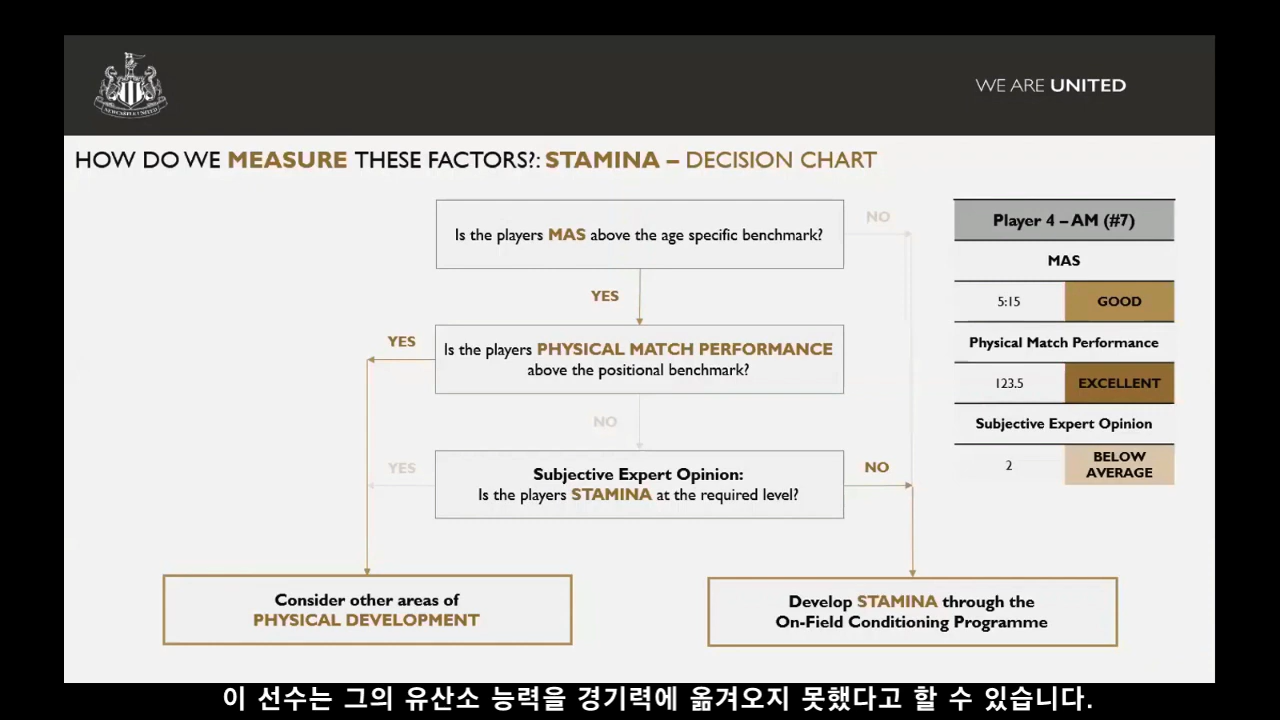 NEWCASTLE UNITED
WE ARE UNITED
HOW DO WE MEASURE THESE FACTORS?: STAMINA – DECISION CHART
Is the players MAS above the age specific benchmark?
NO
YES
YES
Is the players PHYSICAL MATCH PERFORMANCE
above the positional benchmark?
NO
YES
Subjective Expert Opinion:
Is the players STAMINA at the required level?
NO
Consider other areas of
PHYSICAL DEVELOPMENT
Develop STAMINA through the
On-Field Conditioning Programme
Player 4 – AM (#7)
MAS
5:15 GOOD
Physical Match Performance
123.5 EXCELLENT
Subjective Expert Opinion
2 BELOW
AVERAGE
이 선수는 그의 유산소 능력을 경기력에 옮겨오지 못했다고 할 수 있습니다.